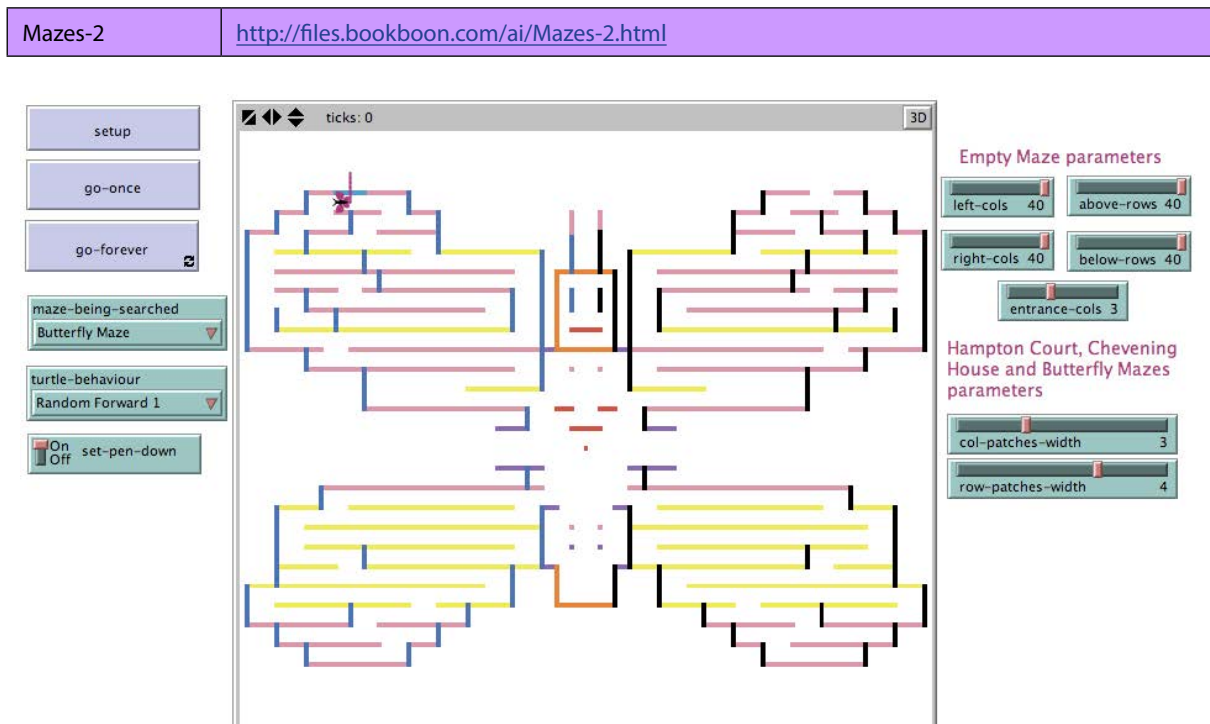 Mazes-2
http://files.bookboon.com/ai/Mazes-2.html
ticks: 0
3D
setup
go-once
go-forever
maze-being-searched
Butterfly Maze
turtle-behaviour
Random Forward 1
On
Off
set-pen-down
Empty Maze parameters
left-cols 40
above-rows 40
right-cols 40
below-rows 40
entrance-cols 3
Hampton Court, Chevening
House and Butterfly Mazes
parameters
col-patches-width 3
row-patches-width 4